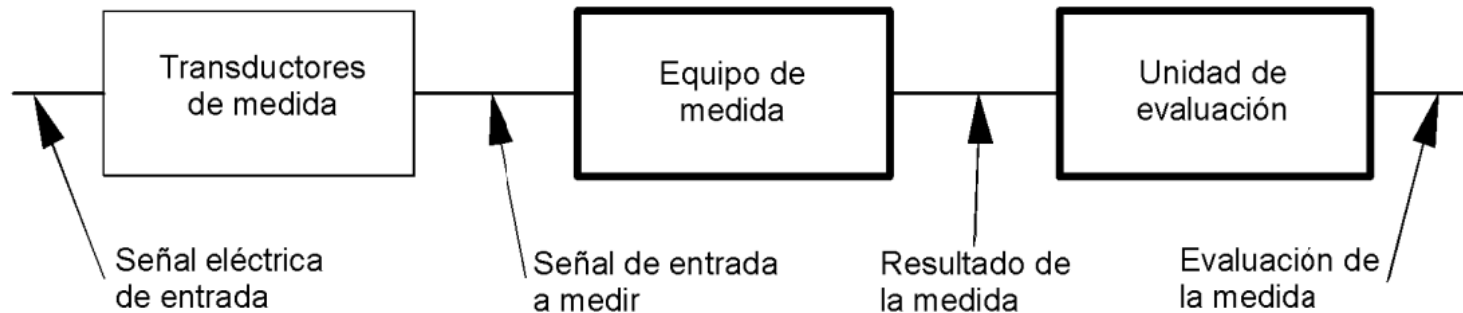 Transductores
de medida
Equipo de
medida
Unidad de
evaluación
Señal eléctrica
de entrada
Señal de entrada
a medir
Resultado de
la medida
Evaluación de
la medida